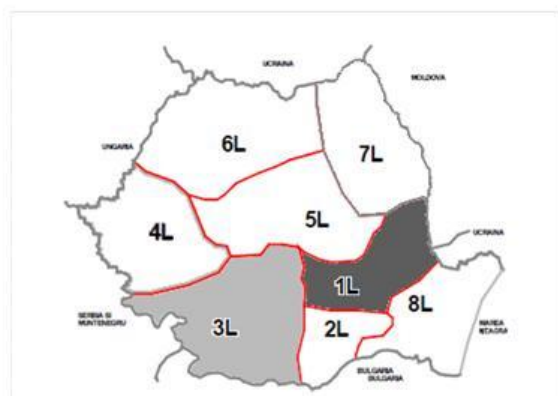 UCRAINA
MOLDOVA
UNGARIA
6L
7L
4L
5L
UCRAINA
1L
8L
SERBIA SI
MUNTENEGRU
3L
2L
MAREA
NEAGRA
BULGARIA
BULGARIA